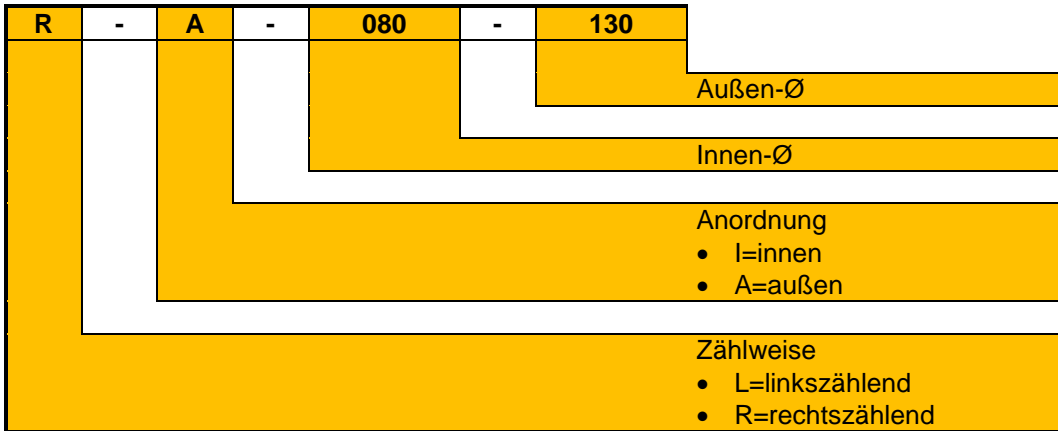 R - A - 080 - 130
Außen-Ø
Innen-Ø
Anordnung
• I=innen
• A=außen
Zählweise
• L=linkszählend
• R=rechtszählend